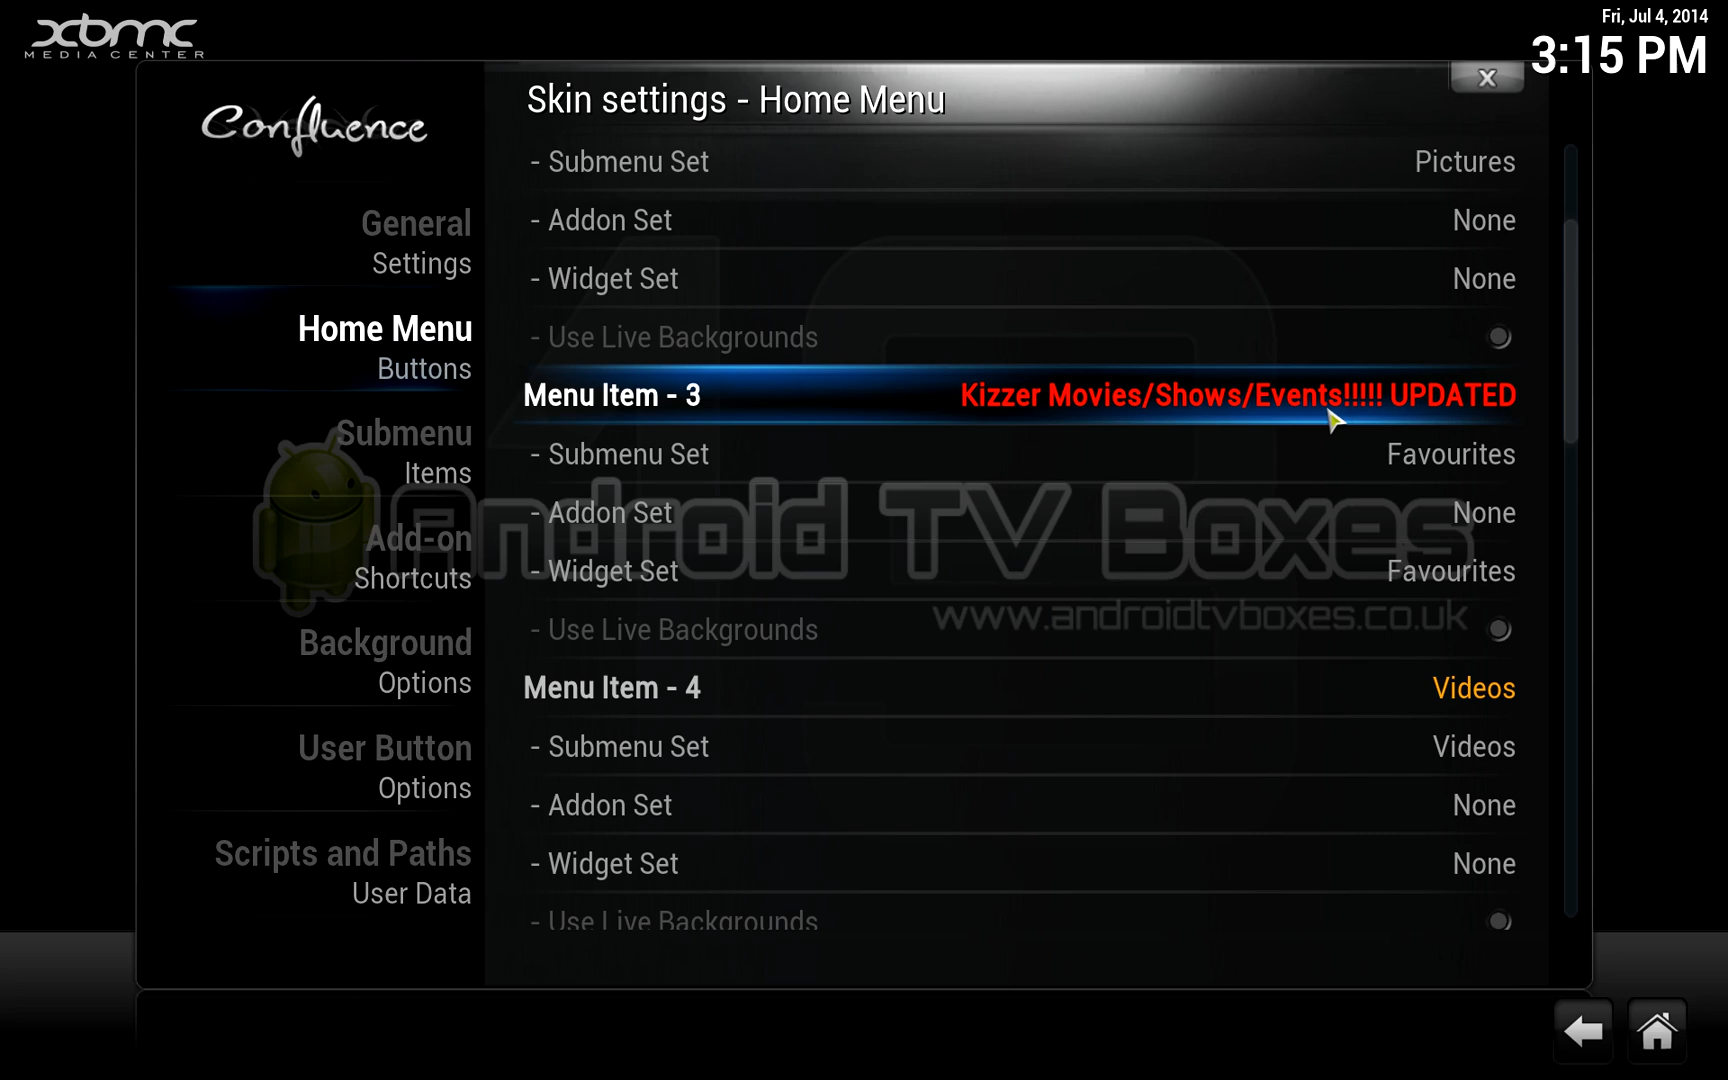 xbmc
MEDIA CENTER
Fri, Jul 4, 2014
3:15 PM
Confluence
Skin settings - Home Menu
x
General
Settings
Home Menu
Buttons
Submenu
Items
Add-on
Shortcuts
Background
Options
User Button
Options
Scripts and Paths
User Data
- Submenu Set Pictures
- Addon Set None
- Widget Set None
- Use Live Backgrounds
Menu Item - 3 Kizzer Movies/Shows/Events!!!!! UPDATED
- Submenu Set Favourites
- Addon Set None
- Widget Set Favourites
- Use Live Backgrounds
Menu Item - 4 Videos
- Submenu Set Videos
- Addon Set None
- Widget Set None
- Use Live Backgrounds
Android TV Boxes
www.androidtvboxes.co.uk